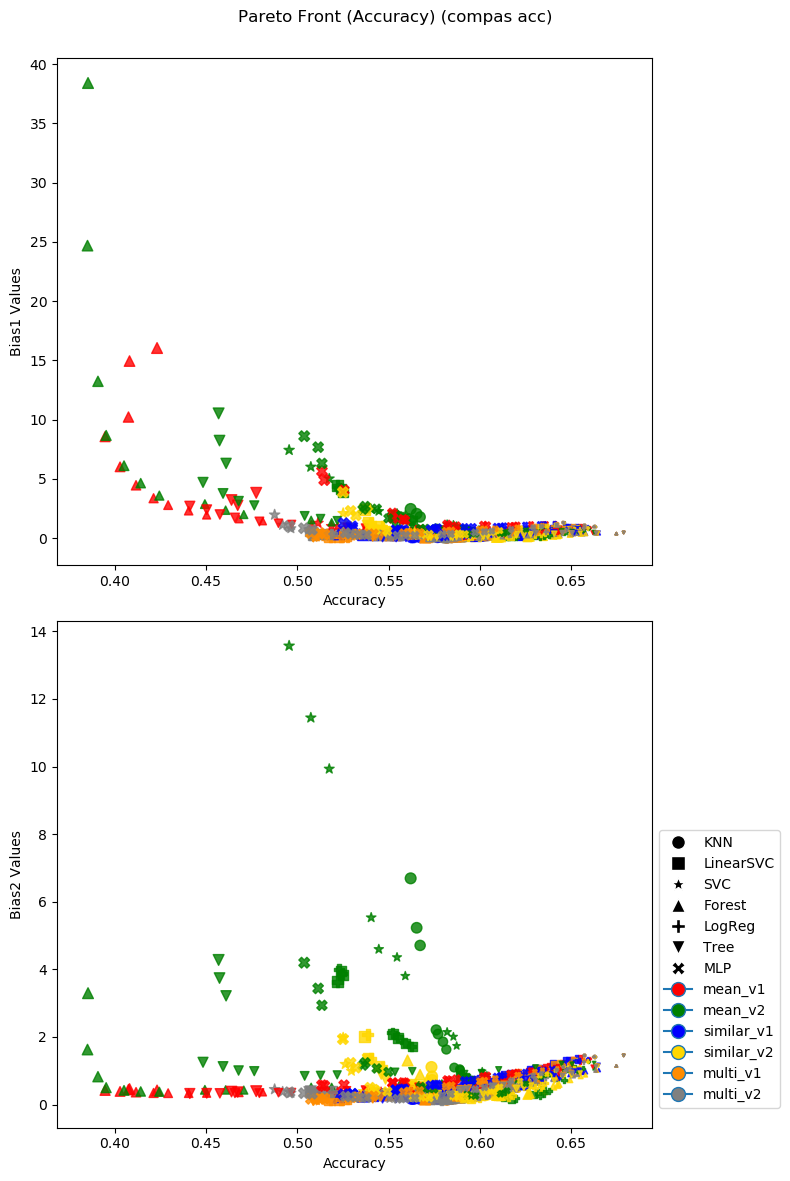 Pareto Front (Accuracy) (compas acc)
40
35
30
25
20
15
10
5
0
Bias1 Values
0.40 0.45 0.50 0.55 0.60 0.65
Accuracy
14
12
10
8
6
4
2
0
Bias2 Values
0.40 0.45 0.50 0.55 0.60 0.65
Accuracy
KNN
LinearSVC
SVC
Forest
LogReg
Tree
MLP
mean_v1
mean_v2
similar_v1
similar_v2
multi_v1
multi_v2